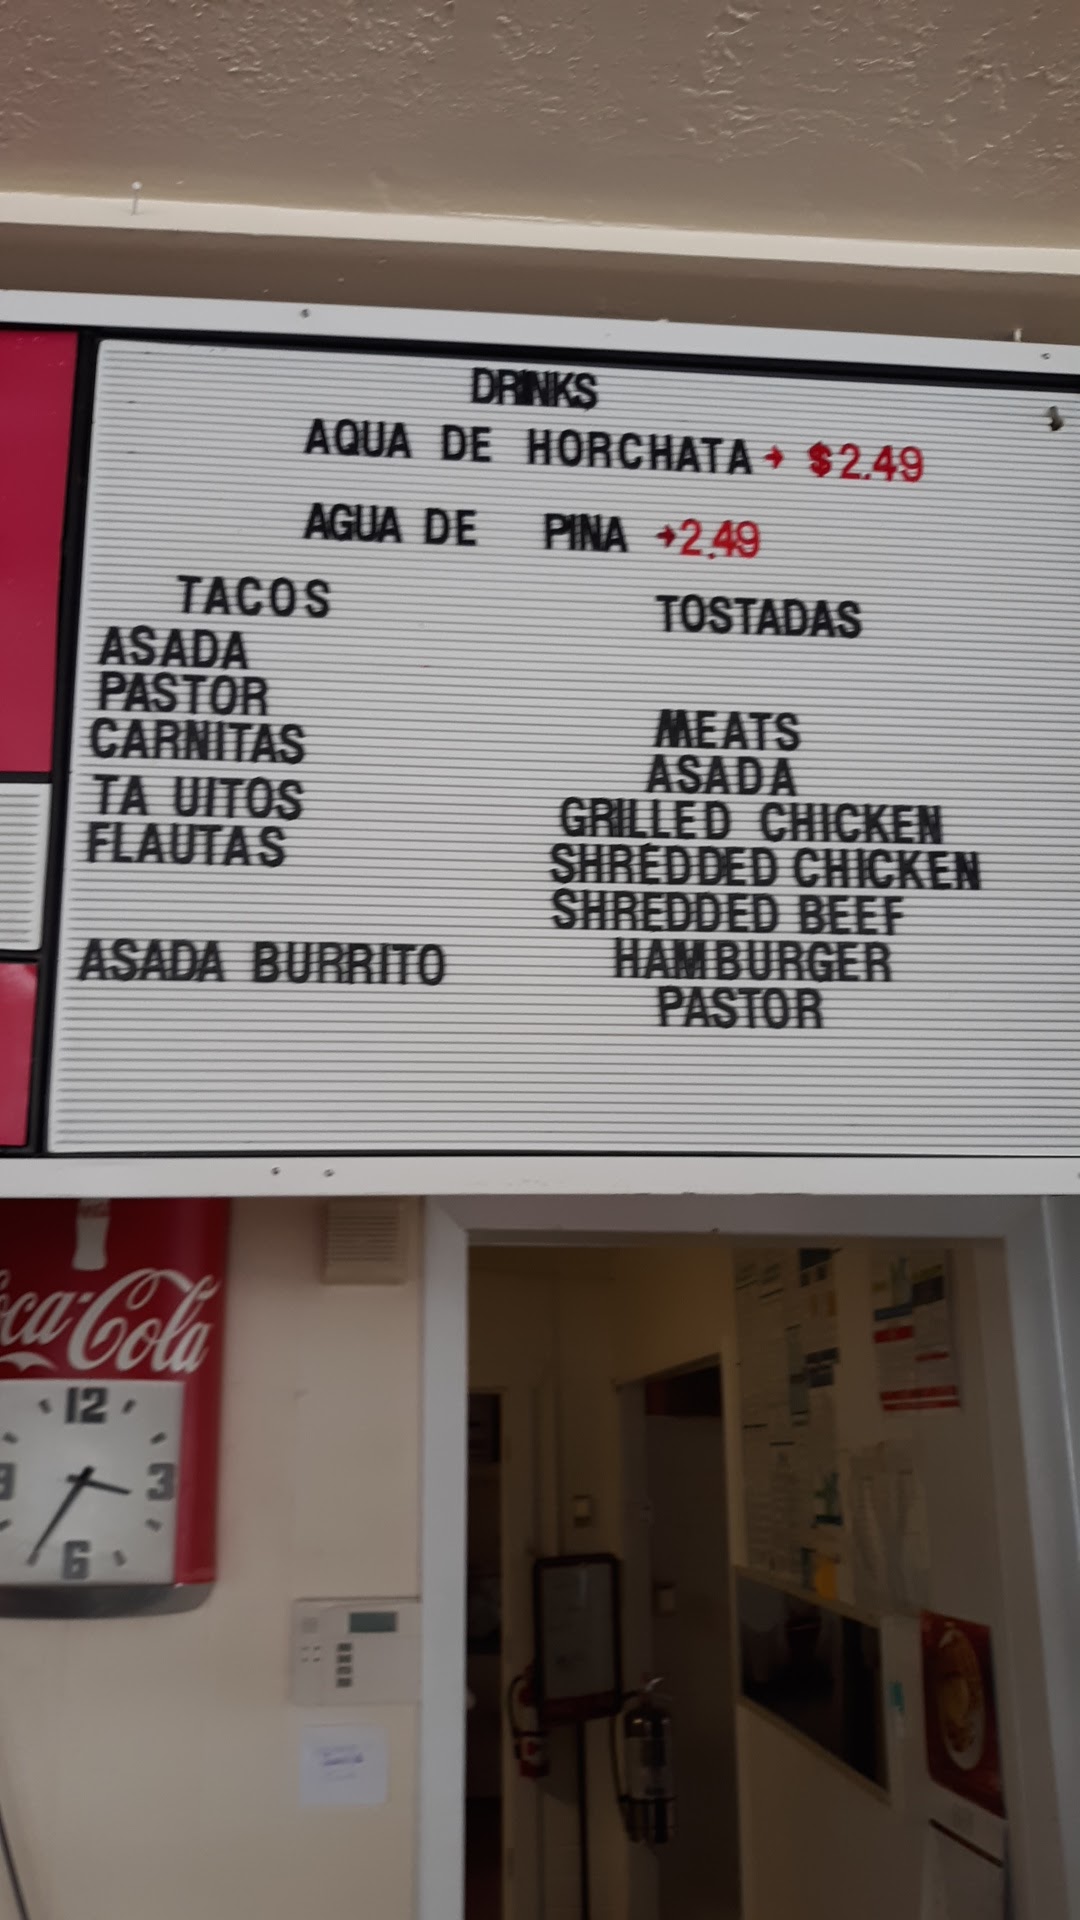 DRINKS
AQUA DE HORCHATA → $2.49
AGUA DE PINA → 2.49
TACOS
ASADA
PASTOR
CARNITAS
TA UITOS
FLAUTAS
ASADA BURRITO
TOSTADAS
MEATS
ASADA
GRILLED CHICKEN
SHREDDED CHICKEN
SHREDDED BEEF
HAMBURGER
PASTOR
Coca-Cola
12
3
6
9